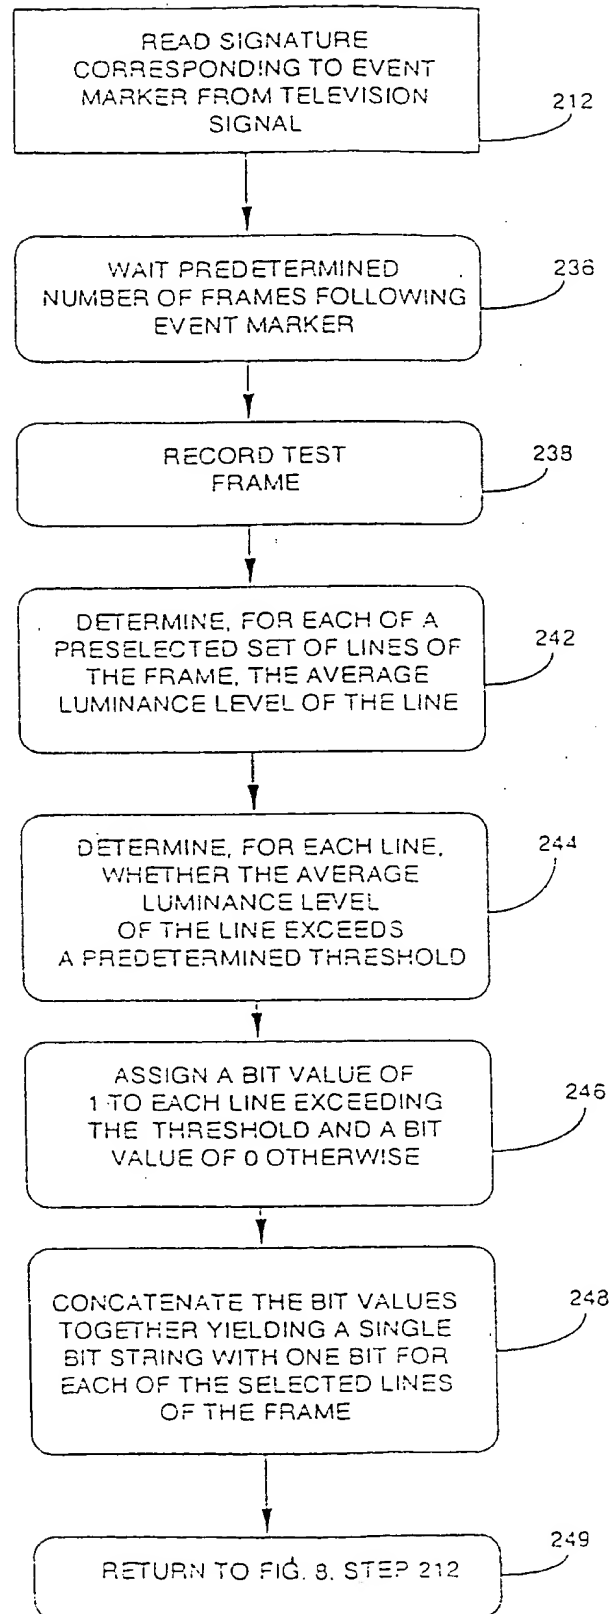 READ SIGNATURE
CORRESPONDING TO EVENT
MARKER FROM TELEVISION
SIGNAL
212
WAIT PREDETERMINED
NUMBER OF FRAMES FOLLOWING
EVENT MARKER
236
RECORD TEST
FRAME
238
DETERMINE, FOR EACH OF A
PRESELECTED SET OF LINES OF
THE FRAME, THE AVERAGE
LUMINANCE LEVEL OF THE LINE
242
DETERMINE, FOR EACH LINE,
WHETHER THE AVERAGE
LUMINANCE LEVEL
OF THE LINE EXCEEDS
A PREDETERMINED THRESHOLD
244
ASSIGN A BIT VALUE OF
1 TO EACH LINE EXCEEDING
THE THRESHOLD AND A BIT
VALUE OF 0 OTHERWISE
246
CONCATENATE THE BIT VALUES
TOGETHER YIELDING A SINGLE
BIT STRING WITH ONE BIT FOR
EACH OF THE SELECTED LINES
OF THE FRAME
248
RETURN TO FIG. 8, STEP 212
249